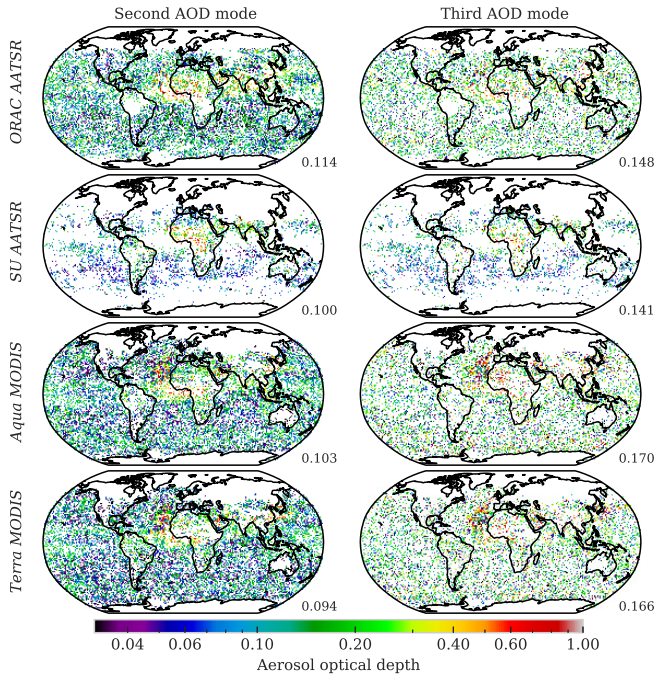 Second AOD mode
Third AOD mode
ORAC AATSR
0.114
0.148
SU AATSR
0.100
0.141
Aqua MODIS
0.103
0.170
Terra MODIS
0.094
0.166
0.04 0.06 0.10 0.20 0.40 0.60 1.00
Aerosol optical depth